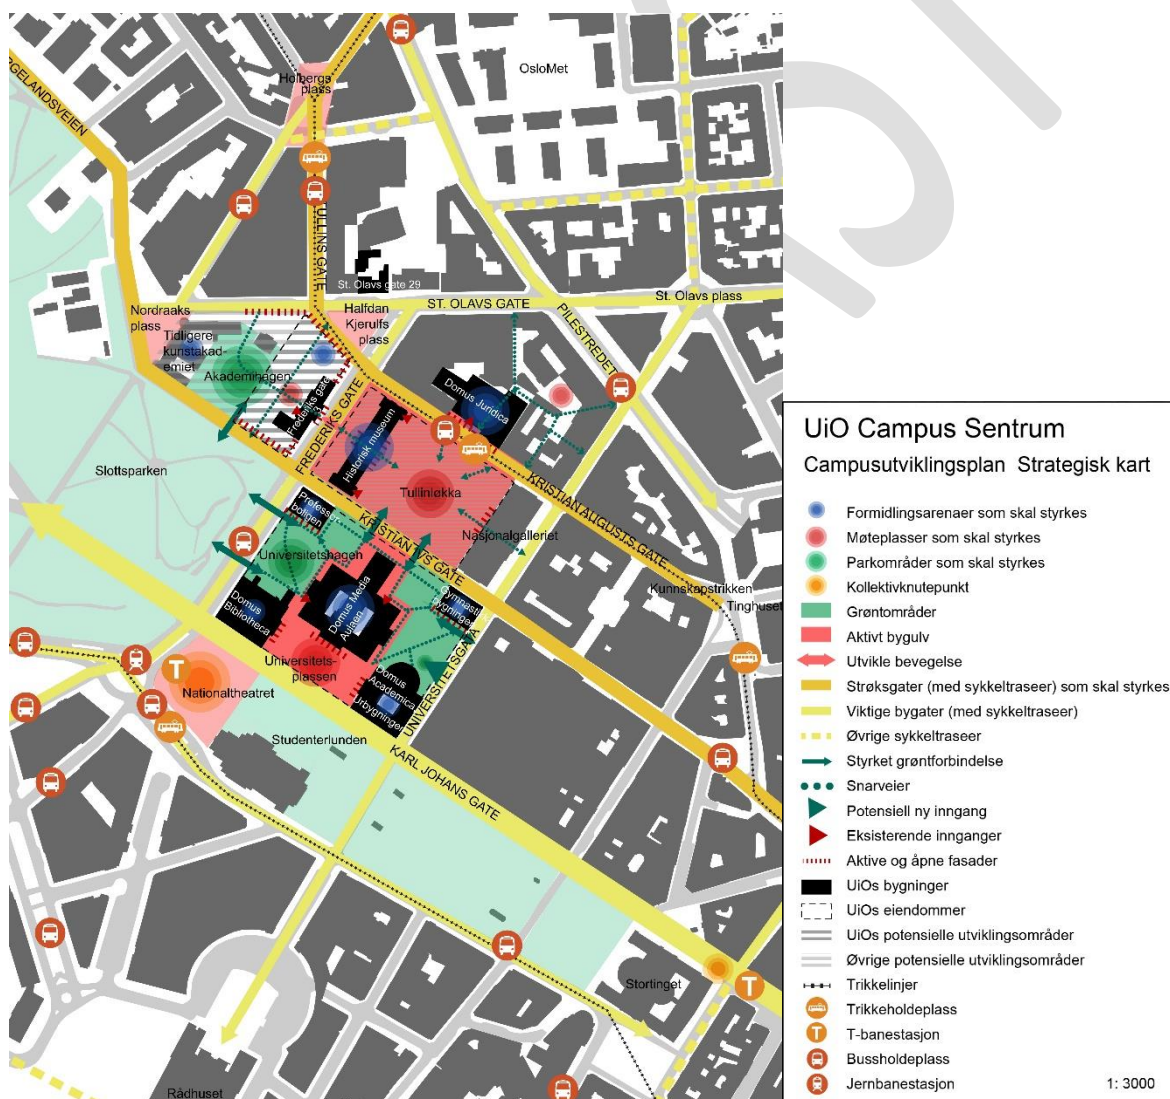 OsloMet
Holbergs
plass
RGELANDSVEIEN
TULLINS GATE
St. Olavs gate 29
ST. OLAVS GATE
St. Olavs plass
PILESTREDET
Nordraaks
plass
Halfdan
Kjerulfs
plass
Tidligere
kunstakad-
emiet
Akademihagen
Frederiks gate
3
FREDERIKS GATE
Domus Juridica
Historisk museum
Slottsparken
Tullinløkka
KRISTIAN AUGUSTS GATE
Nasjonalgalleriet
KRISTIAN IVS GATE
Universitetshagen
Kunnskapstrikken
Tinghuset
Domus
Bibliotheca
Domus Media
Aulaen
Universitets-
plassen
Domus
Academica
Urbygningen
UNIVERSITETSGATA
Nationaltheatret
Studenterlunden
KARL JOHANS GATE
Stortinget
Rådhuset
UiO Campus Sentrum
Campusutviklingsplan Strategisk kart
Formidlingsarenaer som skal styrkes
Møteplasser som skal styrkes
Parkområder som skal styrkes
Kollektivknutepunkt
Grøntområder
Aktivt bygulv
Utvikle bevegelse
Strøksgater (med sykkeltraseer) som skal styrkes
Viktige bygater (med sykkeltraseer)
Øvrige sykkeltraseer
Styrket grøntforbindelse
Snarveier
Potensiell ny inngang
Eksisterende innganger
Aktive og åpne fasader
UiOs bygninger
UiOs eiendommer
UiOs potensielle utviklingsområder
Øvrige potensielle utviklingsområder
Trikkelinjer
Trikkeholdeplass
T
T-banestasjon
Bussholdeplass
Jernbanestasjon
1: 3000